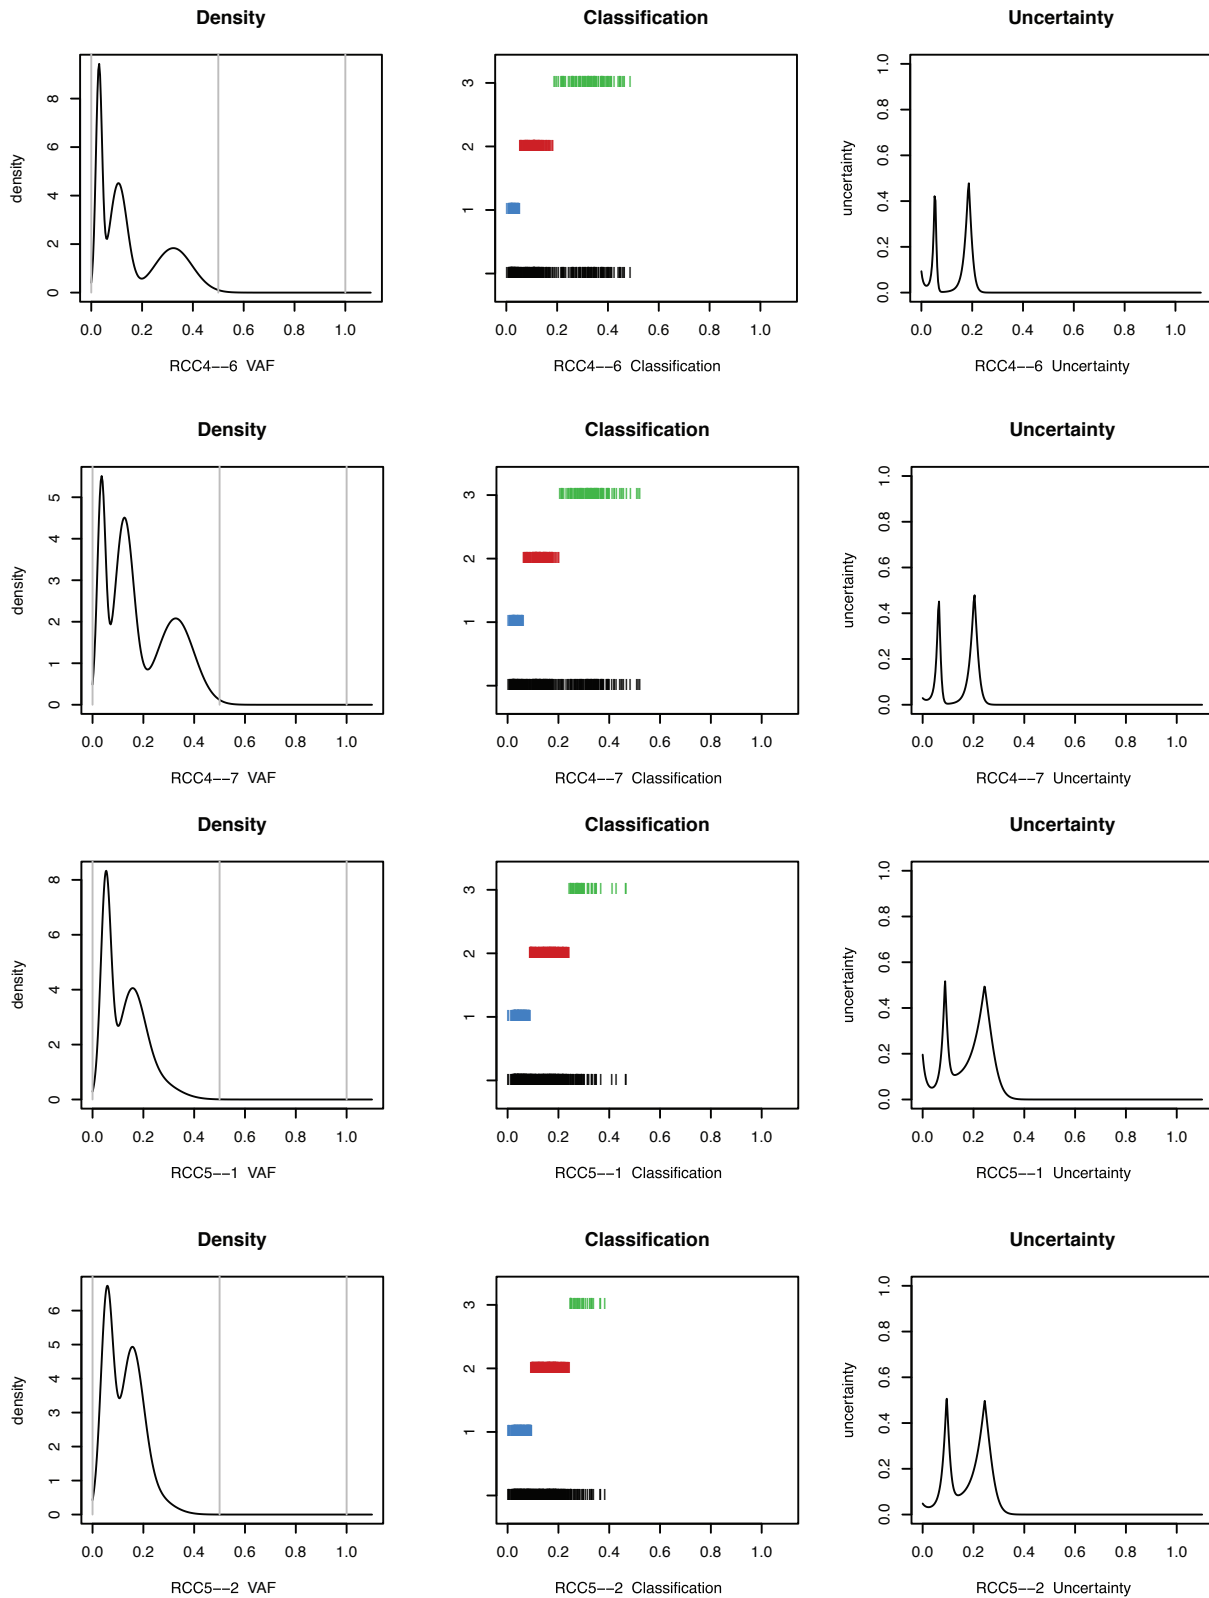 Density Classification Uncertainty
density
8
6
4
2
0
0.0 0.2 0.4 0.6 0.8 1.0
RCC4--6 VAF
3
2
1
0.0 0.2 0.4 0.6 0.8 1.0
RCC4--6 Classification
uncertainty
1.0
0.8
0.6
0.4
0.2
0.0
0.0 0.2 0.4 0.6 0.8 1.0
RCC4--6 Uncertainty
Density Classification Uncertainty
density
5
4
3
2
1
0
0.0 0.2 0.4 0.6 0.8 1.0
RCC4--7 VAF
3
2
1
0.0 0.2 0.4 0.6 0.8 1.0
RCC4--7 Classification
uncertainty
1.0
0.8
0.6
0.4
0.2
0.0
0.0 0.2 0.4 0.6 0.8 1.0
RCC4--7 Uncertainty
Density Classification Uncertainty
density
8
6
4
2
0
0.0 0.2 0.4 0.6 0.8 1.0
RCC5--1 VAF
3
2
1
0.0 0.2 0.4 0.6 0.8 1.0
RCC5--1 Classification
uncertainty
1.0
0.8
0.6
0.4
0.2
0.0
0.0 0.2 0.4 0.6 0.8 1.0
RCC5--1 Uncertainty
Density Classification Uncertainty
density
6
5
4
3
2
1
0
0.0 0.2 0.4 0.6 0.8 1.0
RCC5--2 VAF
3
2
1
0.0 0.2 0.4 0.6 0.8 1.0
RCC5--2 Classification
uncertainty
1.0
0.8
0.6
0.4
0.2
0.0
0.0 0.2 0.4 0.6 0.8 1.0
RCC5--2 Uncertainty